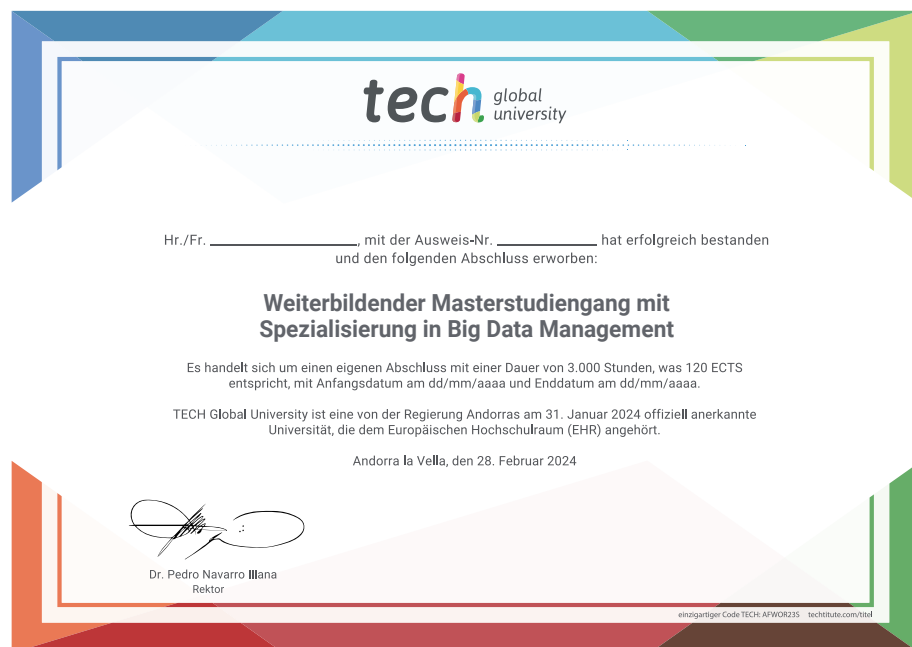 tech global university
Hr./Fr. ____________________, mit der Ausweis-Nr. ______________ hat erfolgreich bestanden
und den folgenden Abschluss erworben:
Weiterbildender Masterstudiengang mit
Spezialisierung in Big Data Management
Es handelt sich um einen eigenen Abschluss mit einer Dauer von 3.000 Stunden, was 120 ECTS
entspricht, mit Anfangsdatum am dd/mm/aaaa und Enddatum am dd/mm/aaaa.
TECH Global University ist eine von der Regierung Andorras am 31. Januar 2024 offiziell anerkannte
Universität, die dem Europäischen Hochschulraum (EHR) angehört.
Andorra la Vella, den 28. Februar 2024
Dr. Pedro Navarro Illana
Rektor
einzigartiger Code TECH: AFWOR23S techtitute.com/titel